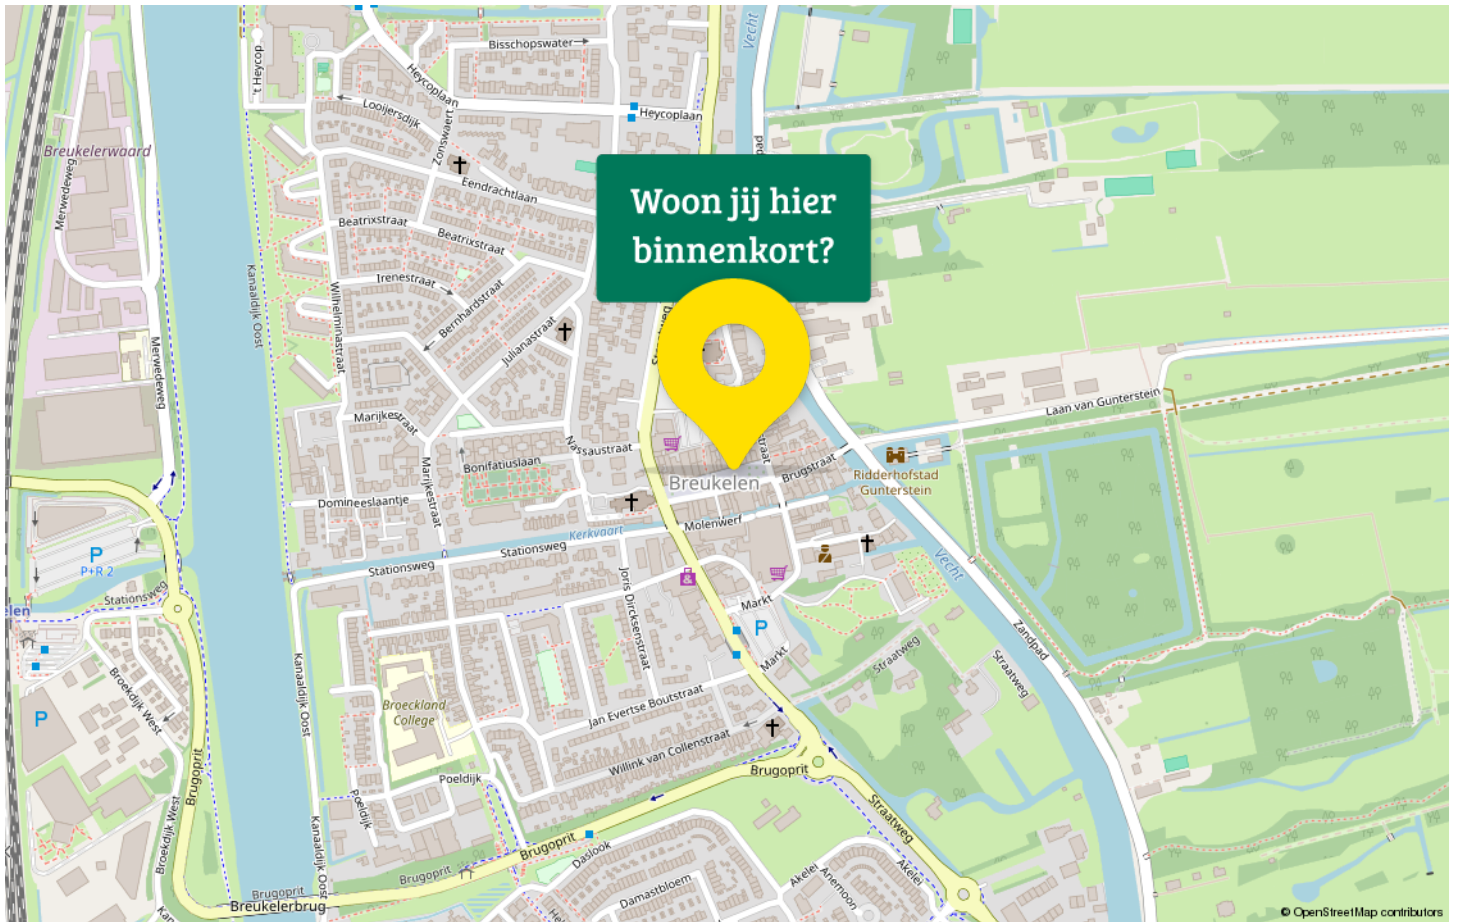 Bisschopswater
Vecht
't Heycop
Heycoplaan
Looijersdijk
Heycoplaan
Zonswaert
Breukelerwaard
Merwedeweg
Eendrachtlaan
Woon jij hier
binnenkort?
Beatrixstraat
Beatrixstraat
Kanaaldijk Oost
Irenestraat
Wilhelminastraat
Bernhardstraat
Julianastraat
Merwedeweg
Laan van Gunterstein
Marijkestraat
Nassaustraat
Bonifatiuslaan
Marijkestraat
Brugstraat
Breukelen
Ridderhofstad
Gunterstein
Domineeslaantje
Molenwerf
Kerkvaart
Stationsweg
Stationsweg
Vecht
P
P+R 2
Stationsweg
elen
Joris Dircksenstraat
Markt
P
Markt
Straatweg
Zandpad
Straatweg
Kanaaldijk Oost
Broekdijk West
P
Broeckland
College
Jan Evertse Boutstraat
Willink van Collenstraat
Brugoprit
Brugoprit
Poeldijk
Poeldijk
Straatweg
Broekdijk West
Kanaaldijk Oost
Brugoprit
Daslook
Brugoprit
Brugoprit
Breukelerbrug
Damastbloem
Akelei
Anemoon
Akelei
© OpenStreetMap contributors